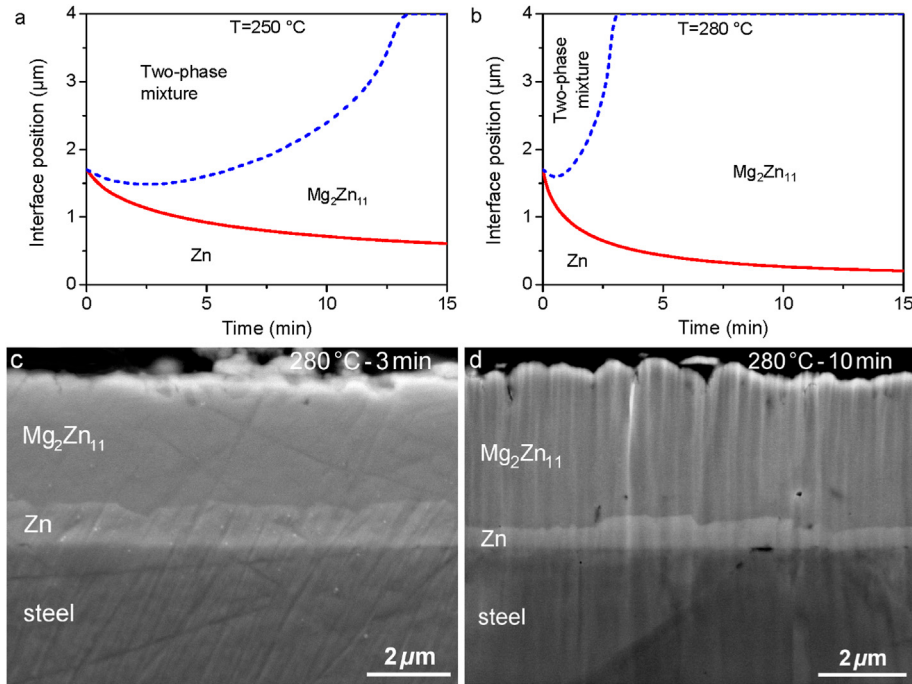 a
T=250 °C
Two-phase
mixture
Mg₂Zn₁₁
Zn
Interface position (µm)
4
3
2
1
0
0 5 10 15
Time (min)
b
T=280 °C
Two-phase
mixture
Mg₂Zn₁₁
Zn
Interface position (µm)
4
3
2
1
0
0 5 10 15
Time (min)
c
280 °C - 3 min
Mg₂Zn₁₁
Zn
steel
2 µm
d
280 °C - 10 min
Mg₂Zn₁₁
Zn
steel
2 µm